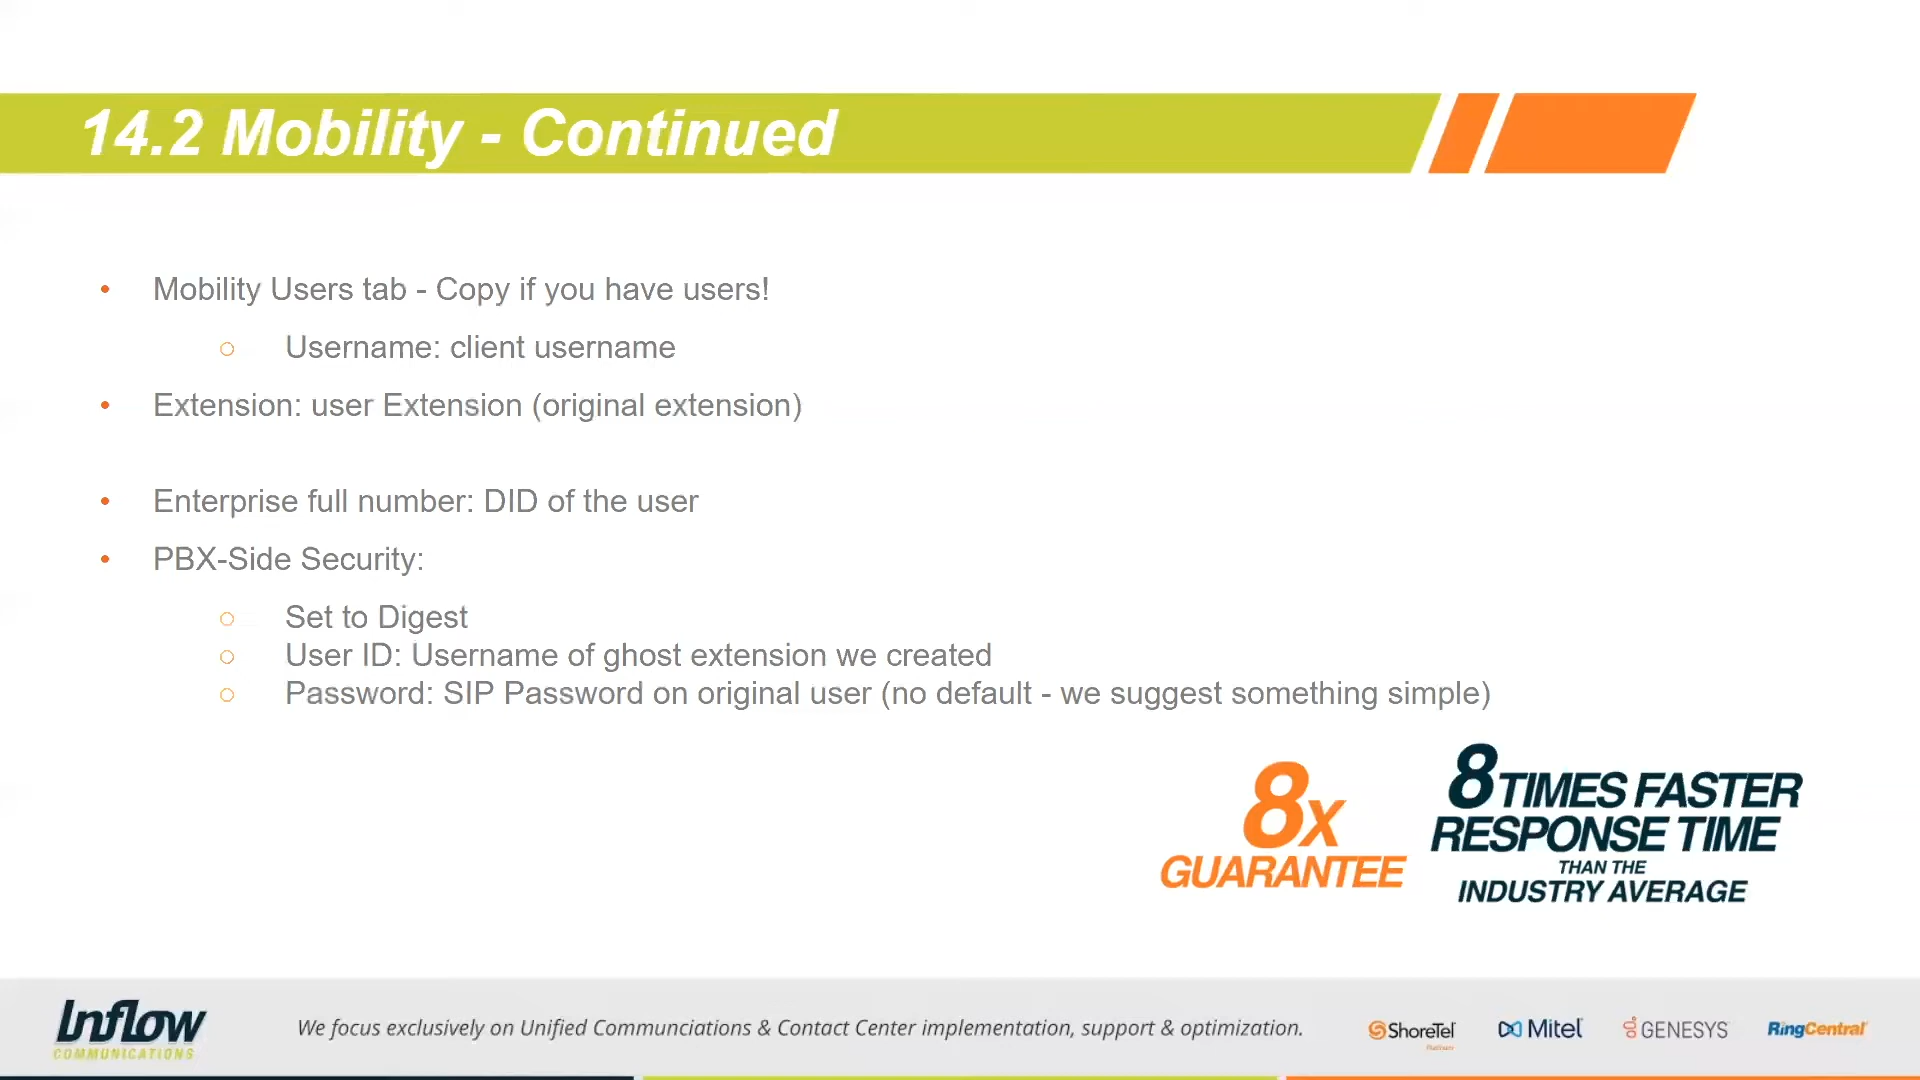 14.2 Mobility - Continued
• Mobility Users tab - Copy if you have users!
○ Username: client username
• Extension: user Extension (original extension)
• Enterprise full number: DID of the user
• PBX-Side Security:
○ Set to Digest
○ User ID: Username of ghost extension we created
○ Password: SIP Password on original user (no default - we suggest something simple)
8x
GUARANTEE
8 TIMES FASTER
RESPONSE TIME
THAN THE
INDUSTRY AVERAGE
Inflow
COMMUNICATIONS
We focus exclusively on Unified Communciations & Contact Center implementation, support & optimization.
ShoreTel
Mitel
GENESYS
RingCentral